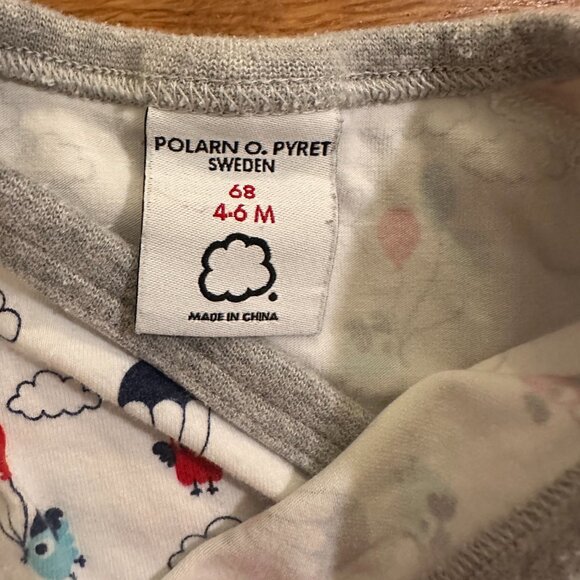 POLARN O. PYRET
SWEDEN
68
4-6 M
MADE IN CHINA